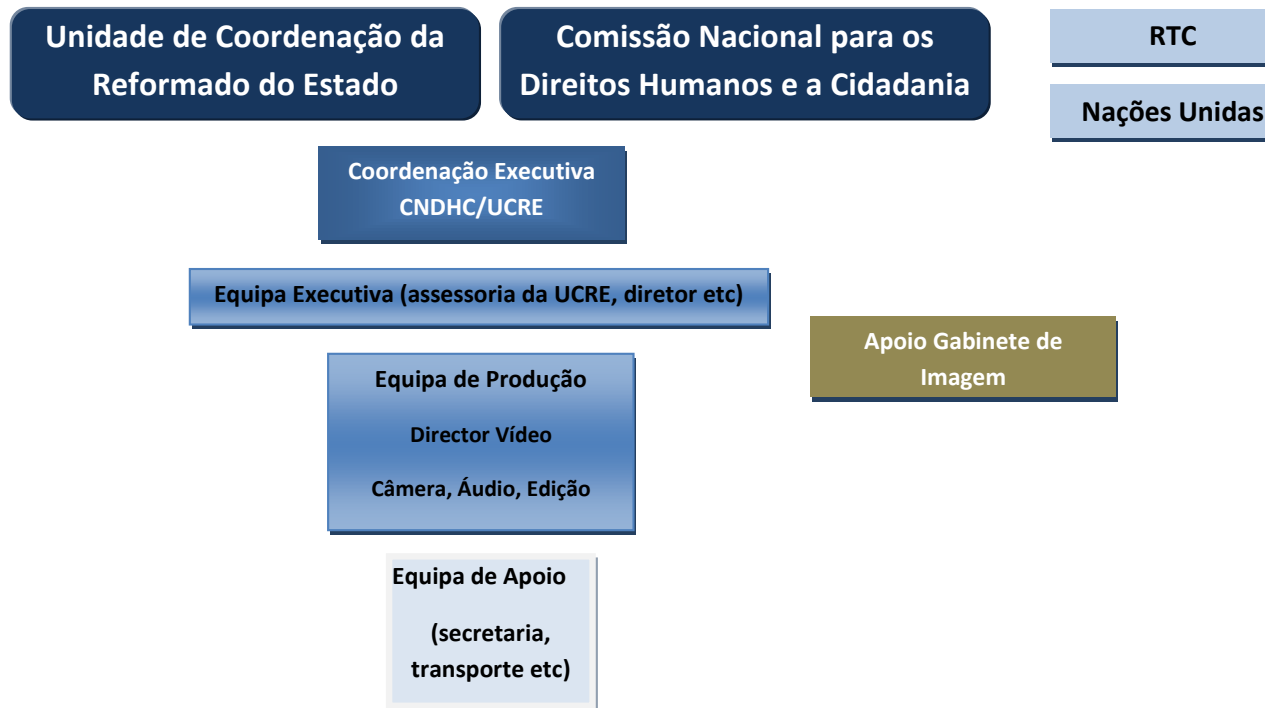 Unidade de Coordenação da
Reformado do Estado
Comissão Nacional para os
Direitos Humanos e a Cidadania
RTC
Nações Unidas
Coordenação Executiva
CNDHC/UCRE
Equipa Executiva (assessoria da UCRE, diretor etc)
Apoio Gabinete de
Imagem
Equipa de Produção
Director Vídeo
Câmera, Áudio, Edição
Equipa de Apoio
(secretaria,
transporte etc)